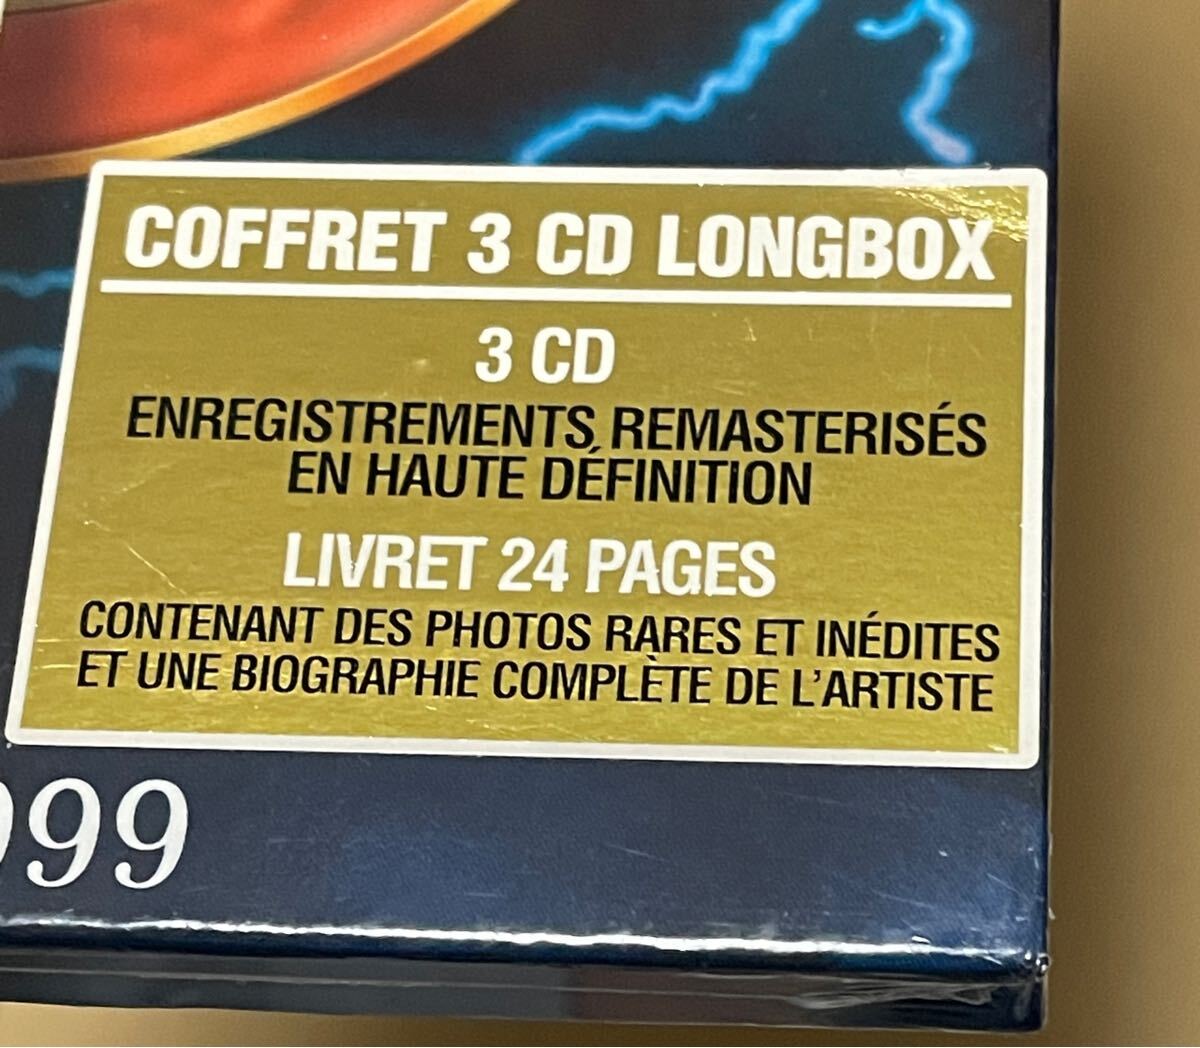 COFFRET 3 CD LONGBOX
3 CD
ENREGISTREMENTS REMASTERISÉS
EN HAUTE DÉFINITION
LIVRET 24 PAGES
CONTENANT DES PHOTOS RARES ET INÉDITES
ET UNE BIOGRAPHIE COMPLÈTE DE L'ARTISTE
99